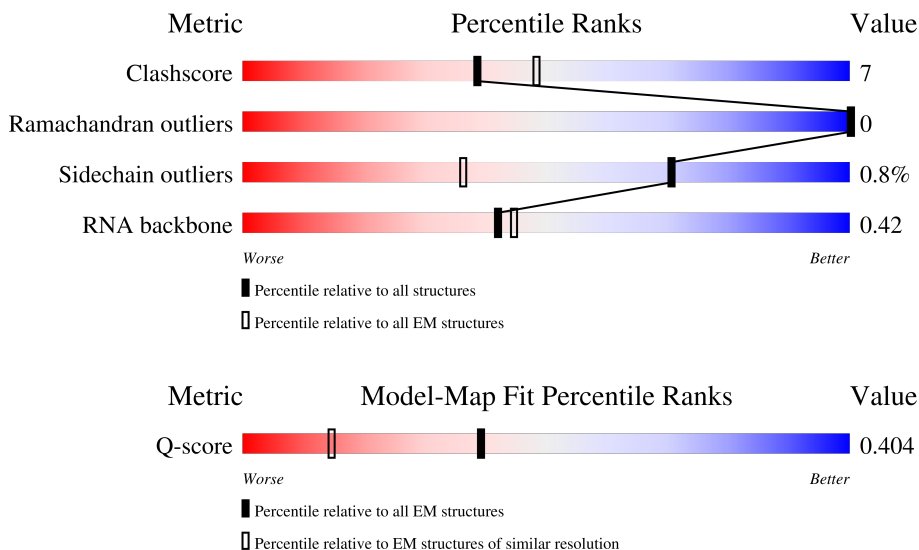 Metric Percentile Ranks Value
Clashscore 7
Ramachandran outliers 0
Sidechain outliers 0.8%
RNA backbone 0.42
Worse Better
Percentile relative to all structures
Percentile relative to all EM structures
Metric Model-Map Fit Percentile Ranks Value
Q-score 0.404
Worse Better
Percentile relative to all EM structures
Percentile relative to EM structures of similar resolution